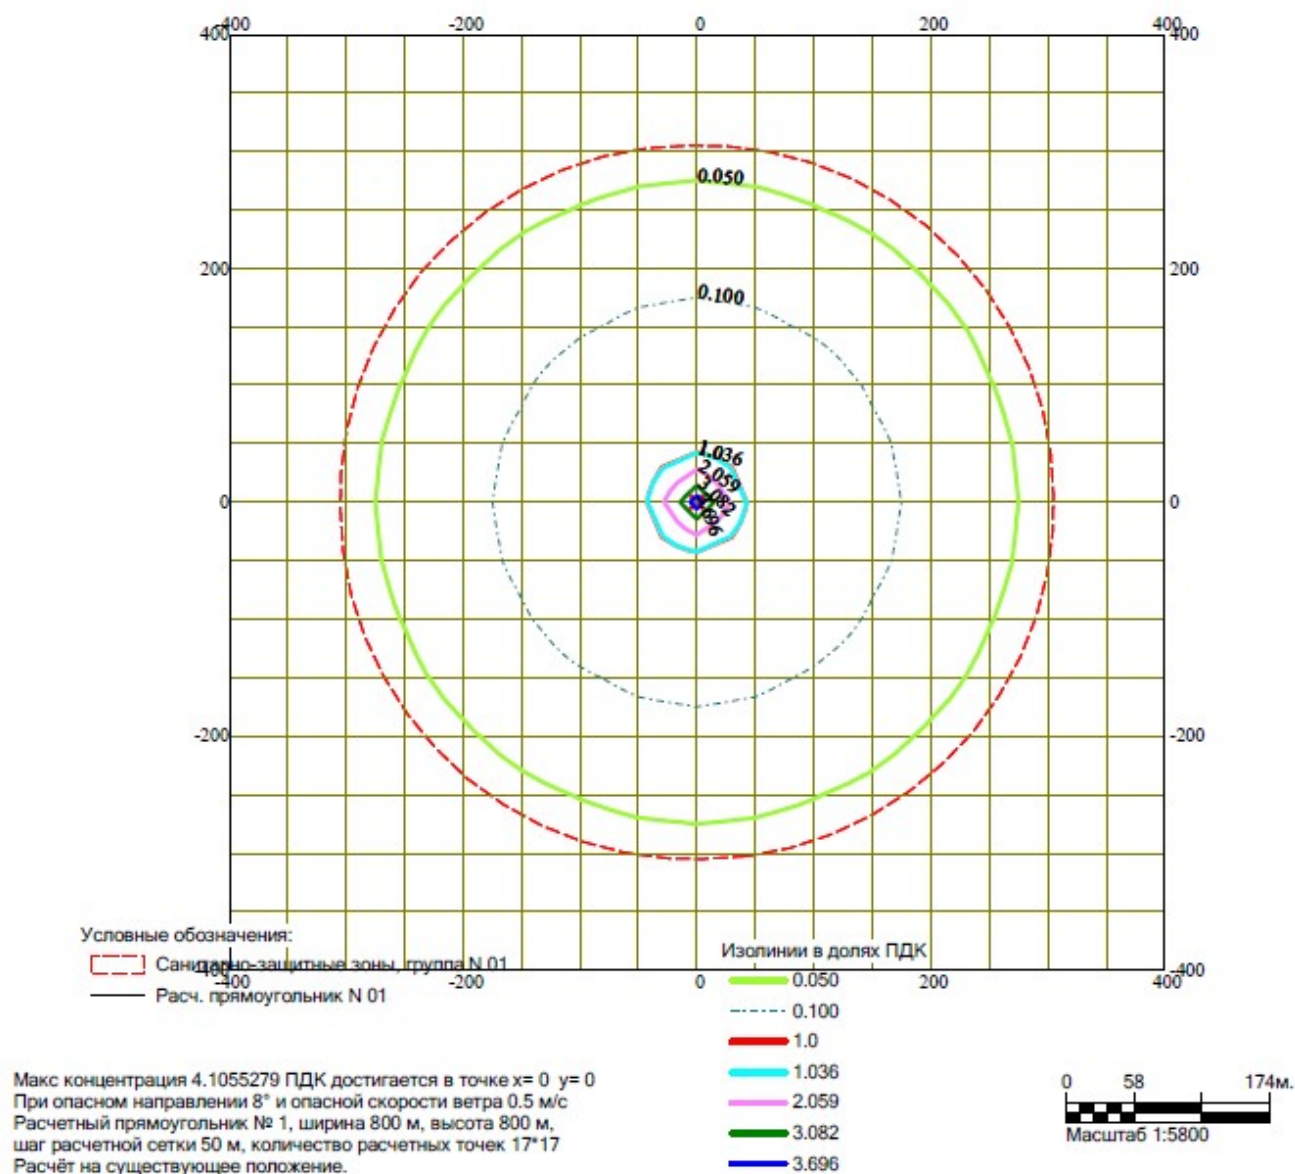 -400 -200 0 200 400
400 400
0.050
200 200
0.100
1.036
2.059
3.082
0 0
3.696
-200 -200
Условные обозначения:
Изолинии в долях ПДК
Санитарно-защитные зоны, группа N 01
-400 -400
-400 -200 0 200 400
0.050
Расч. прямоугольник N 01
0.100
1.0
1.036
2.059
3.082
3.696
Макс концентрация 4.1055279 ПДК достигается в точке x= 0 y= 0
При опасном направлении 8° и опасной скорости ветра 0.5 м/с
Расчетный прямоугольник № 1, ширина 800 м, высота 800 м,
шаг расчетной сетки 50 м, количество расчетных точек 17*17
Расчёт на существующее положение.
0 58 174м.
Масштаб 1:5800